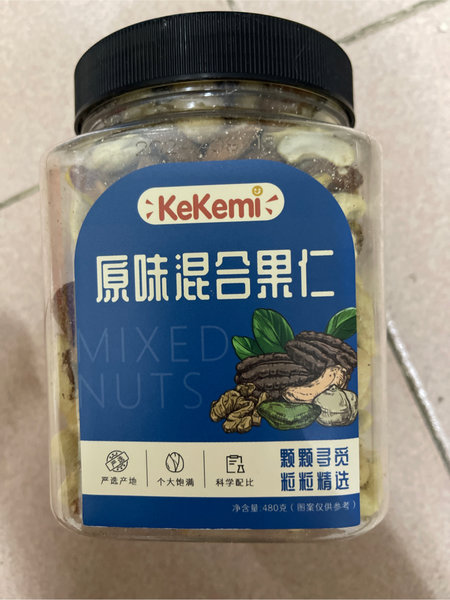 KeKemi
原味混合果仁
MIXED
NUTS
严选产地
个大饱满
科学配比
颗颗寻觅
粒粒精选
净含量:480克（图案仅供参考）